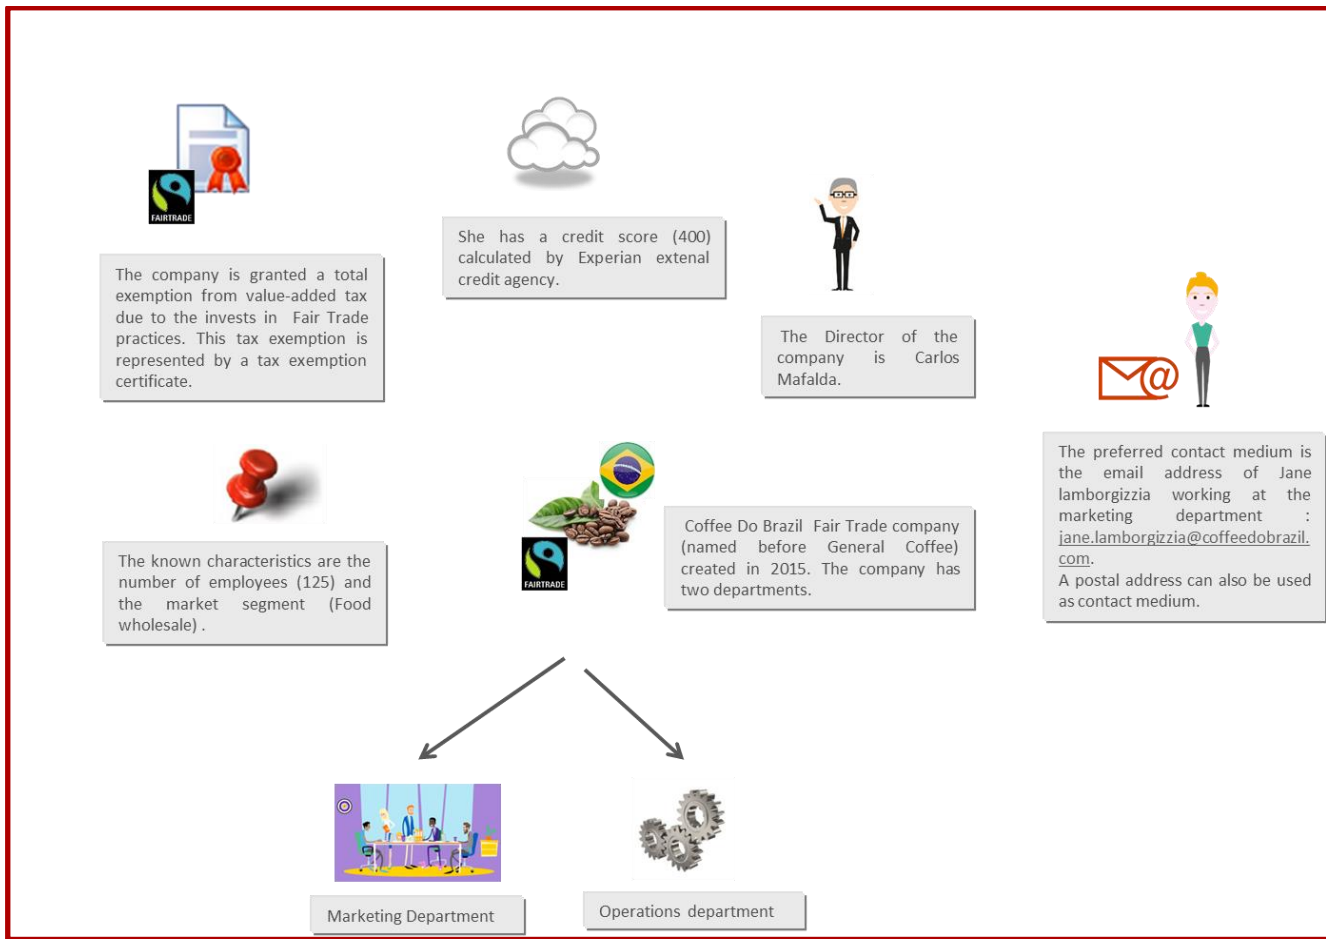 FAIRTRADE
The company is granted a total
exemption from value-added tax
due to the invests in Fair Trade
practices. This tax exemption is
represented by a tax exemption
certificate.
She has a credit score (400)
calculated by Experian extenal
credit agency.
The Director of the
company is Carlos
Mafalda.
The preferred contact medium is
the email address of Jane
lamborgizzia working at the
marketing department :
jane.lamborgizzia@coffeedobrazil.
com.
A postal address can also be used
as contact medium.
The known characteristics are the
number of employees (125) and
the market segment (Food
wholesale) .
FAIRTRADE
Coffee Do Brazil Fair Trade company
(named before General Coffee)
created in 2015. The company has
two departments.
Marketing Department
Operations department